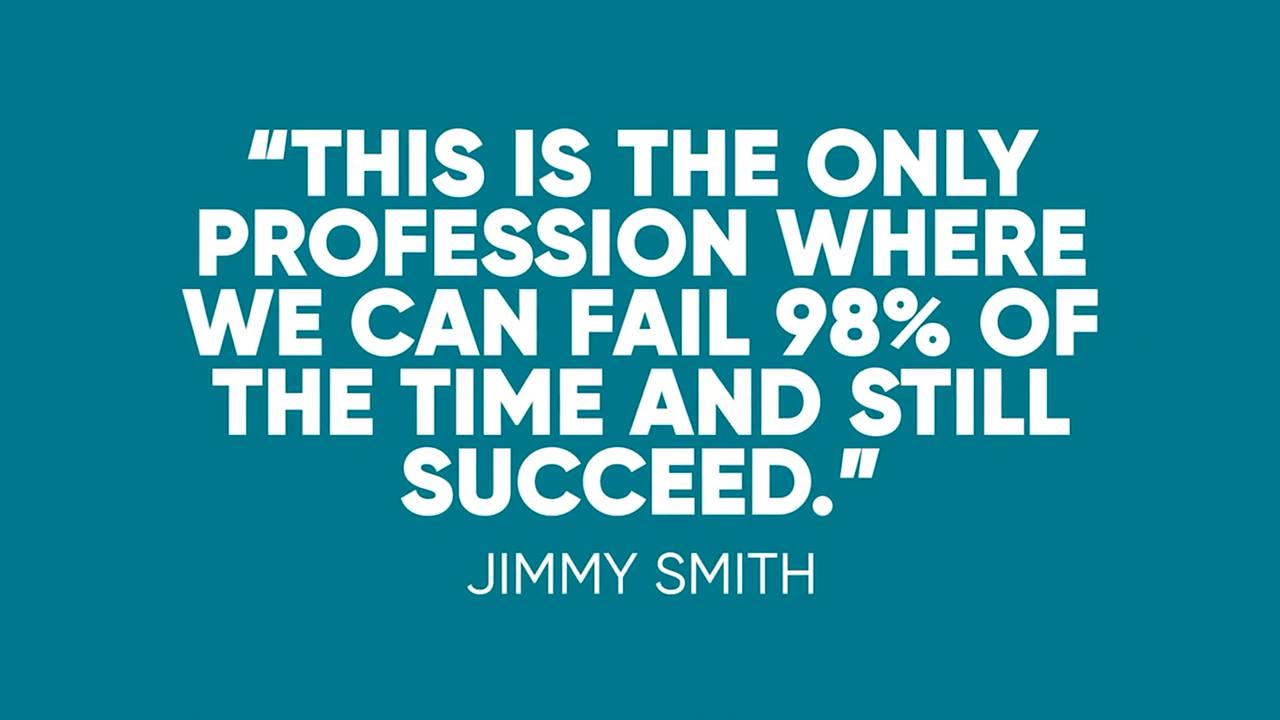 "THIS IS THE ONLY
PROFESSION WHERE
WE CAN FAIL 98% OF
THE TIME AND STILL
SUCCEED."
JIMMY SMITH